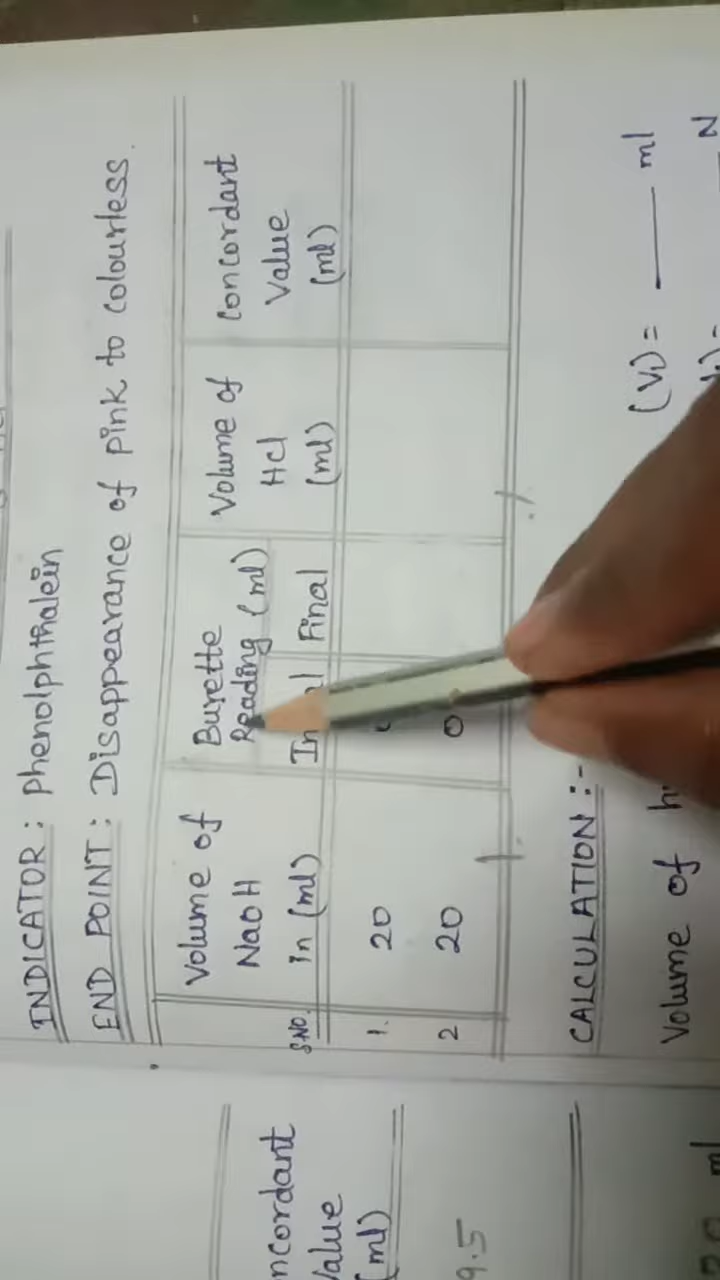 INDICATOR : Phenolphthalein
END POINT : Disappearance of pink to colourless.
S.NO.
Volume of
NaOH
in (ml)
Burette
Reading (ml)
Final
Volume of
HCl
(ml)
Concordant
Value
(ml)
1. 20
2 20 0
CALCULATION :-
Volume of
(V₁) = ml
N
ncordant
Value
(ml)
9.5
ml